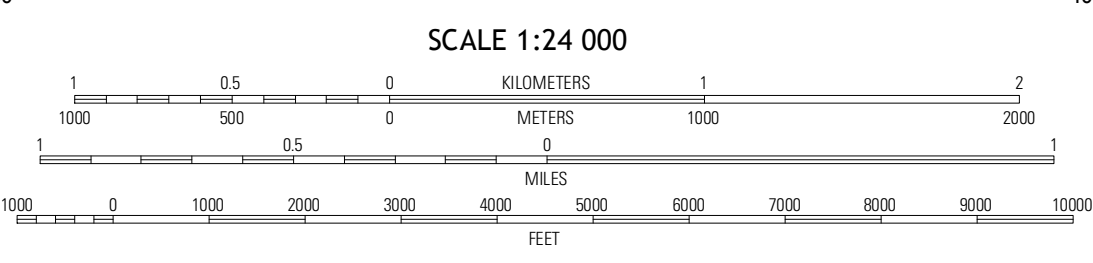 SCALE 1:24 000
1 0.5 0 KILOMETERS 1 2
1000 500 0 METERS 1000 2000
1 0.5 0 1
MILES
1000 0 1000 2000 3000 4000 5000 6000 7000 8000 9000 10000
FEET